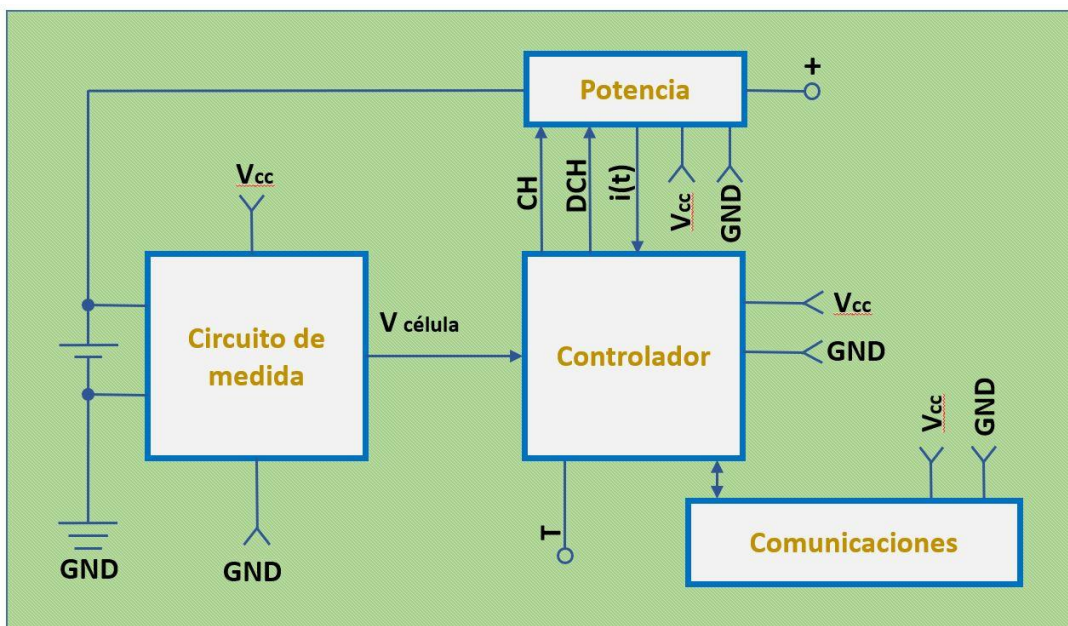 Potencia
+
CH
DCH
i(t)
Vcc
GND
Vcc
Circuito de
medida
V célula
Controlador
Vcc
GND
Vcc
GND
GND
GND
T
Comunicaciones